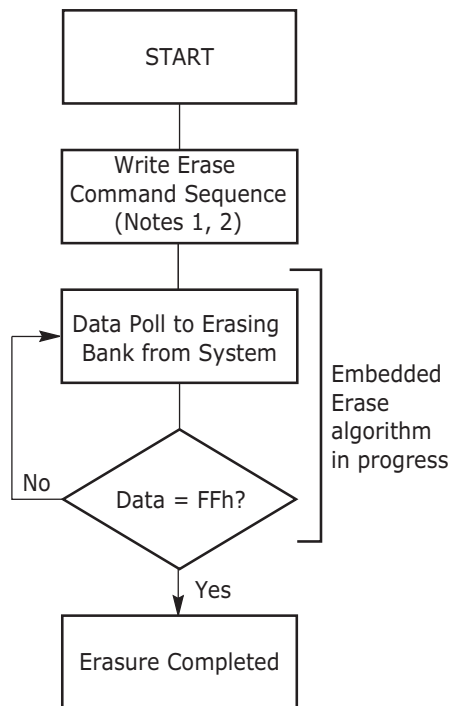 START
Write Erase
Command Sequence
(Notes 1, 2)
Data Poll to Erasing
Bank from System
Embedded
Erase
algorithm
in progress
No
Data = FFh?
Yes
Erasure Completed